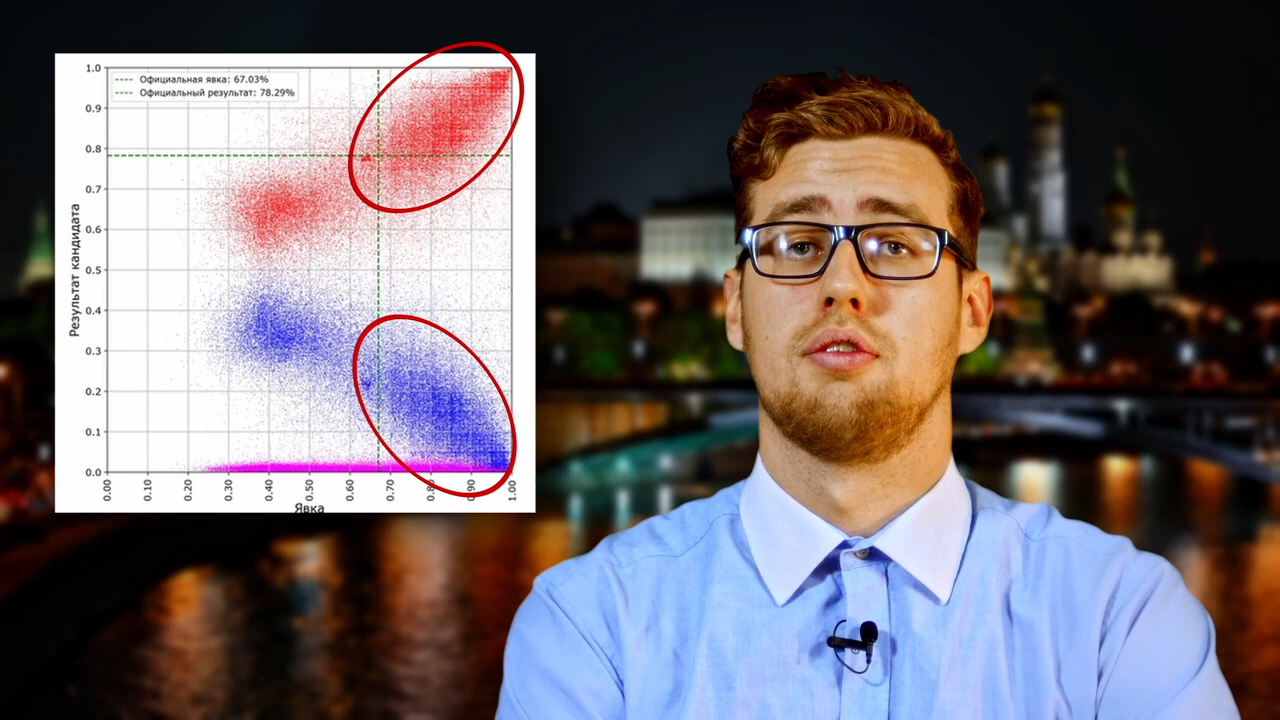 Официальная явка: 67.03%
Официальный результат: 78.29%
1.0
0.9
0.8
0.7
0.6
0.5
0.4
0.3
0.2
0.1
0.0
Результат кандидата
0.00 0.10 0.20 0.30 0.40 0.50 0.60 0.70 0.80 0.90 1.00
Явка